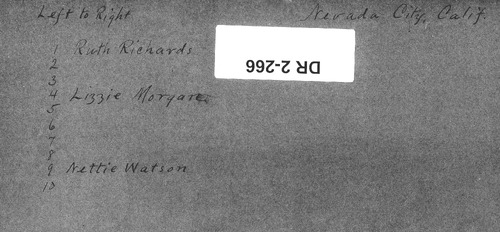 Left to Right
Nevada City, Calif.
1 Ruth Richards
2
3
4 Lizzie Morgan
5
6
7
8
9 Nettie Watson
10
DR 2-266